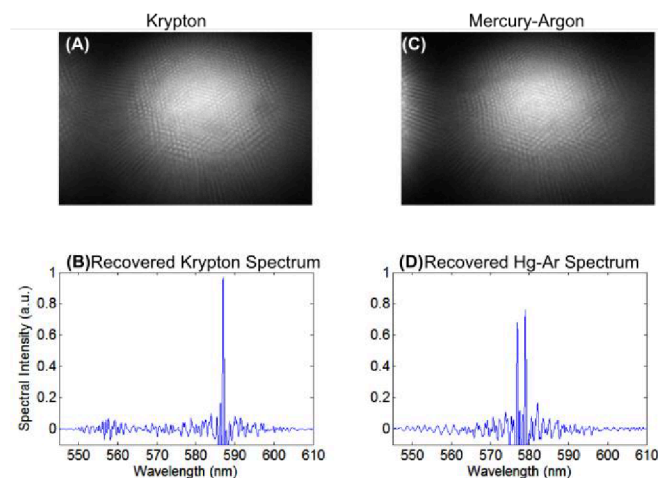 Krypton
Mercury-Argon
(A)
(C)
(B)Recovered Krypton Spectrum
(D)Recovered Hg-Ar Spectrum
Spectral Intensity (a.u.)
1
0.8
0.6
0.4
0.2
0
550 560 570 580 590 600 610
Wavelength (nm)
1
0.8
0.6
0.4
0.2
0
550 560 570 580 590 600 610
Wavelength (nm)